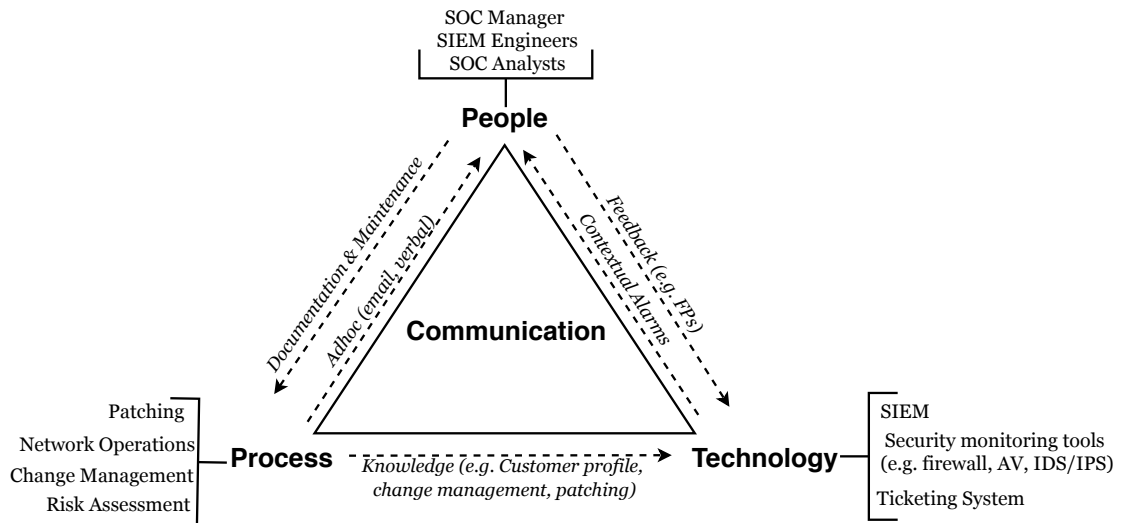 SOC Manager
SIEM Engineers
SOC Analysts
People
Documentation & Maintenance
Adhoc (email, verbal)
Feedback (e.g. FPs)
Contextual Alarms
Communication
Patching
Network Operations
Change Management
Risk Assessment
Process
Knowledge (e.g. Customer profile,
change management, patching)
Technology
SIEM
Security monitoring tools
(e.g. firewall, AV, IDS/IPS)
Ticketing System